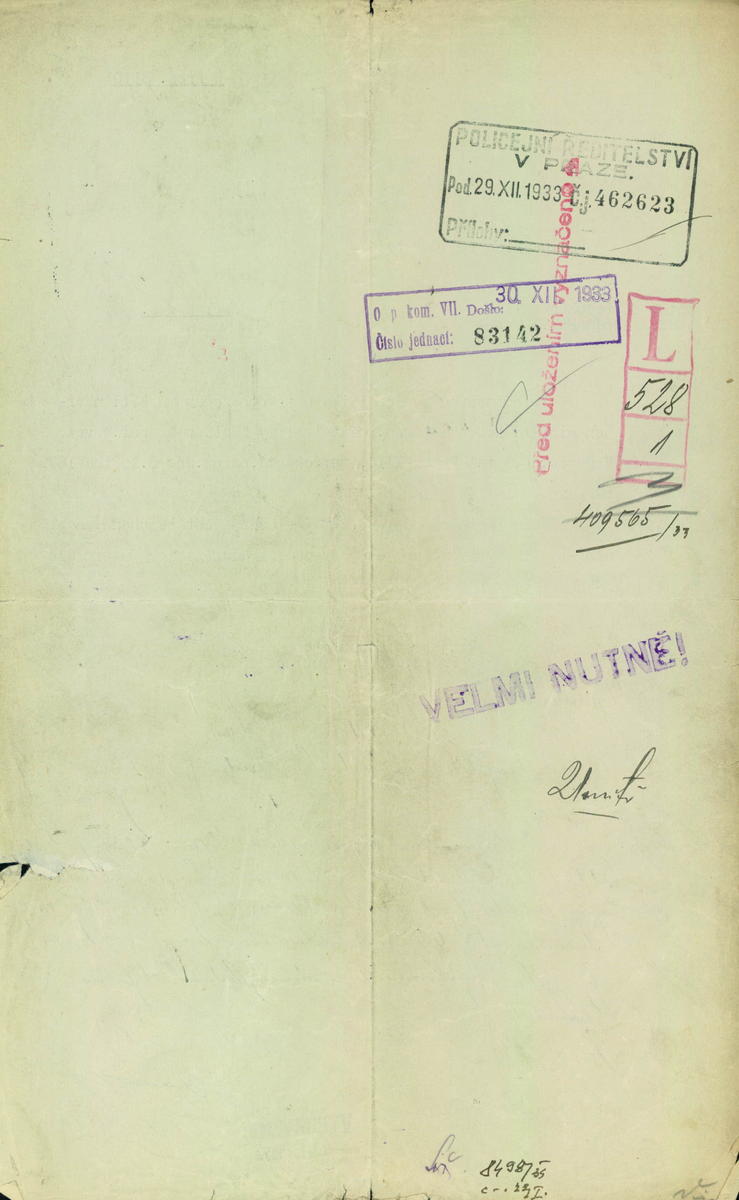 POLICEJNÍ ŘEDITELSTVÍ
V PRAZE.
Pod. 29. XII. 1933 Č.j. 462623
Přílohy:
O p kom. VII. Došlo: 30. XII. 1933
Číslo jednací: 83142
Před uložením vyznačeno
L
528
1
409565/33
VELMI NUTNÉ!